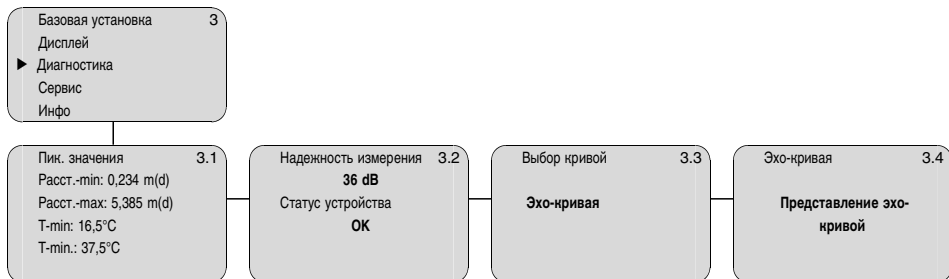 Базовая установка 3
Дисплей
Диагностика
Сервис
Инфо
Пик. значения 3.1
Расст.-min: 0,234 m(d)
Расст.-max: 5,385 m(d)
T-min: 16,5°C
T-min.: 37,5°C
Надежность измерения 3.2
36 dB
Статус устройства
OK
Выбор кривой 3.3
Эхо-кривая
Эхо-кривая 3.4
Представление эхо-
кривой